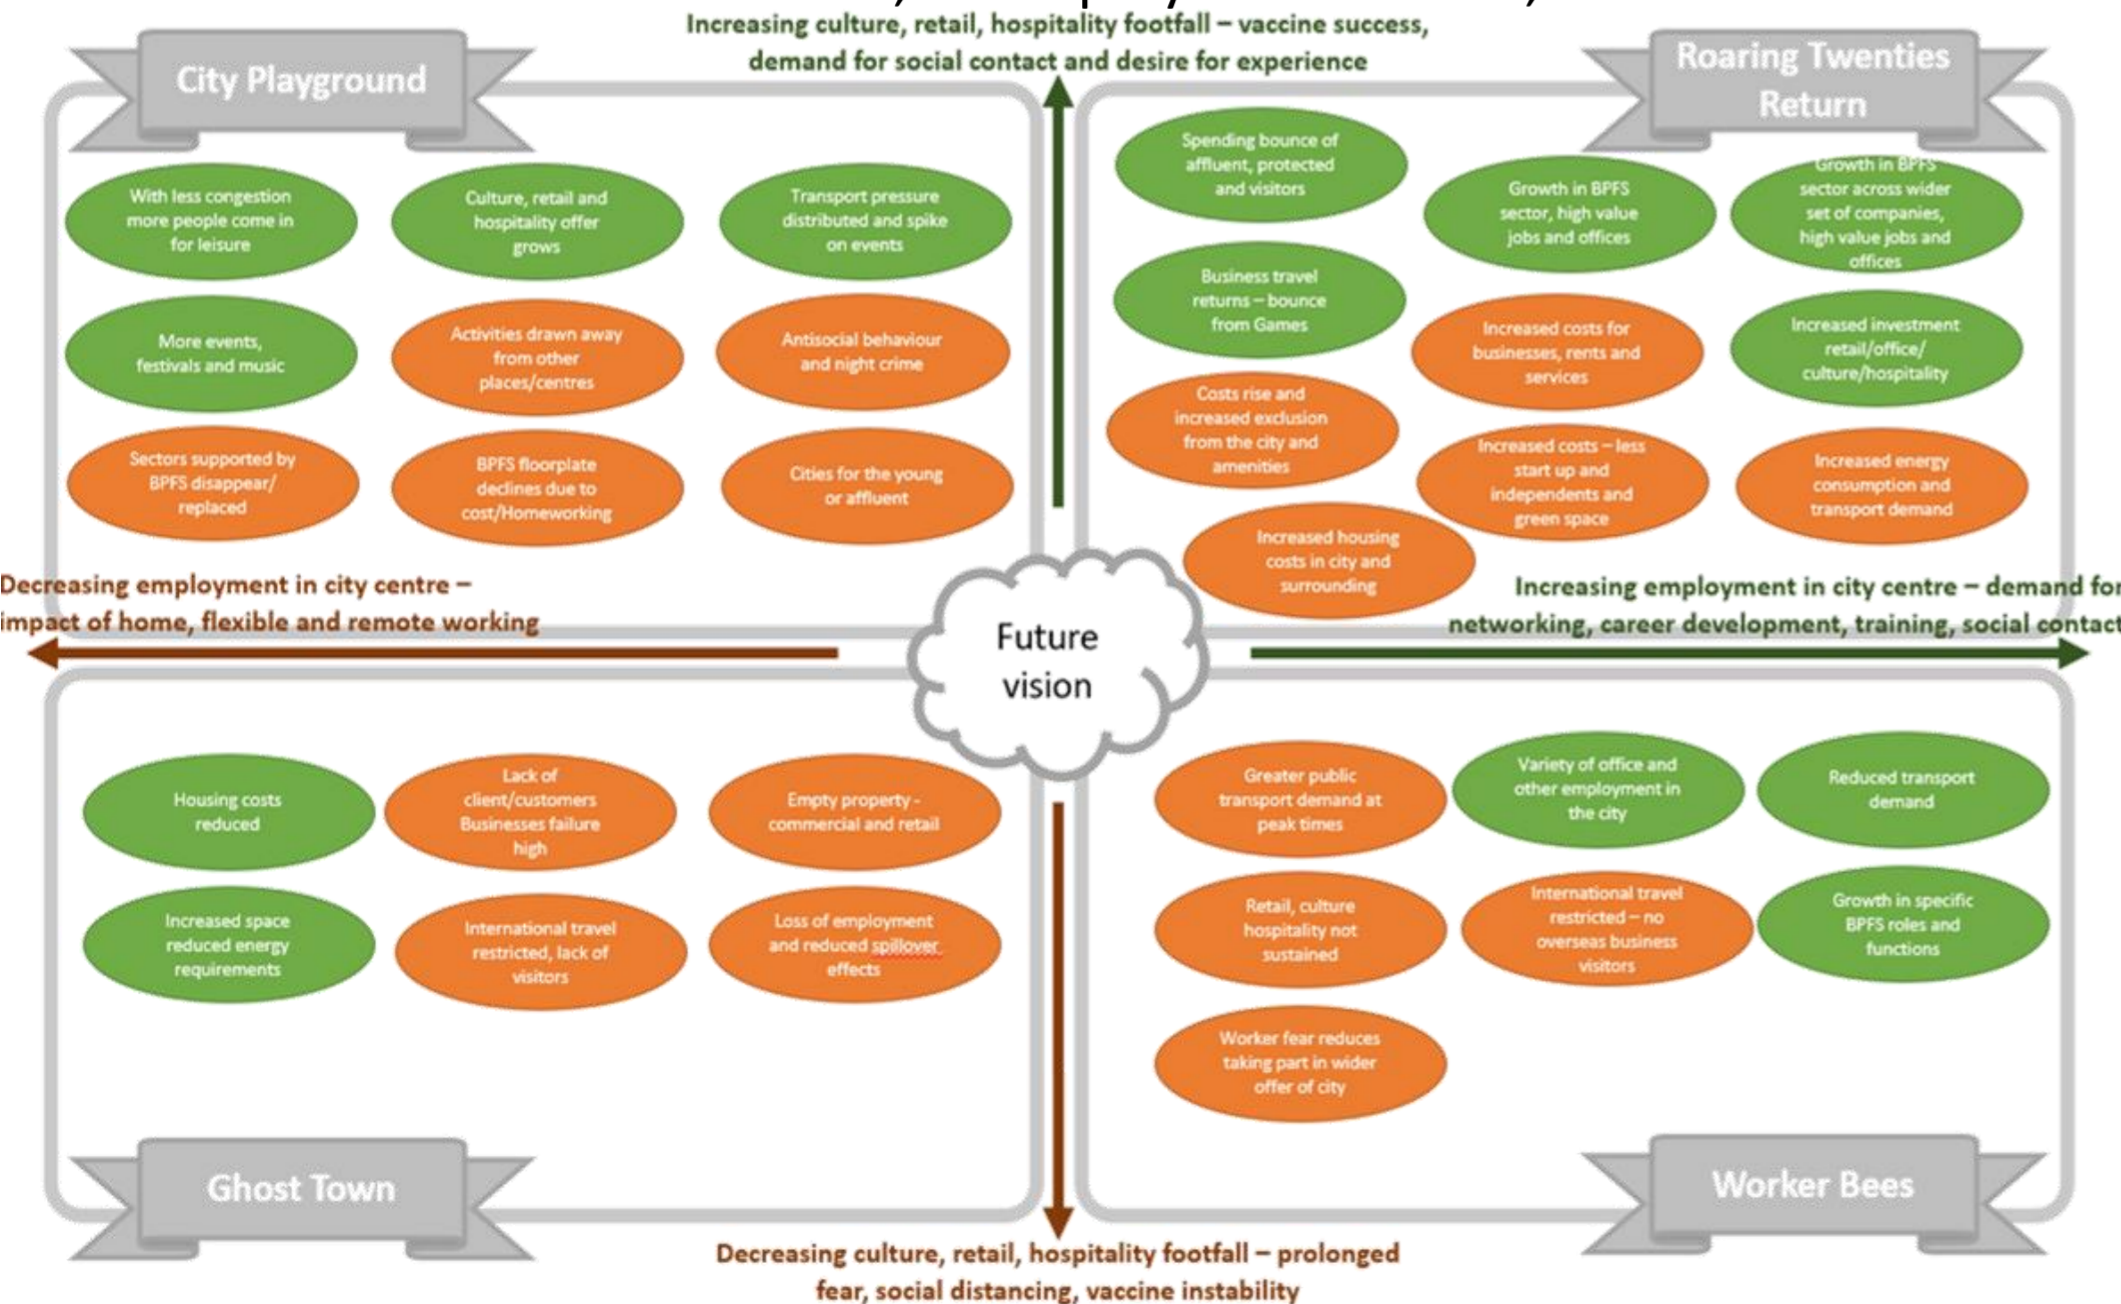 Increasing culture, retail, hospitality footfall – vaccine success,
demand for social contact and desire for experience
City Playground
With less congestion
more people come in
for leisure
Culture, retail and
hospitality offer
grows
Transport pressure
distributed and spike
on events
More events,
festivals and music
Activities drawn away
from other
places/centres
Antisocial behaviour
and night crime
Sectors supported by
BPFS disappear/
replaced
BPFS floorplate
declines due to
cost/Homeworking
Cities for the young
or affluent
Roaring Twenties
Return
Spending bounce of
affluent, protected
and visitors
Growth in BPFS
sector, high value
jobs and offices
Growth in BPFS
sector across wider
set of companies,
high value jobs and
offices
Business travel
returns – bounce
from Games
Increased costs for
businesses, rents and
services
Increased investment
retail/office/
culture/hospitality
Costs rise and
increased exclusion
from the city and
amenities
Increased costs – less
start up and
independents and
green space
Increased energy
consumption and
transport demand
Increased housing
costs in city and
surrounding
Decreasing employment in city centre –
impact of home, flexible and remote working
Future
vision
Increasing employment in city centre – demand for
networking, career development, training, social contact
Housing costs
reduced
Lack of
client/customers
Businesses failure
high
Empty property -
commercial and retail
Increased space
reduced energy
requirements
International travel
restricted, lack of
visitors
Loss of employment
and reduced spillover
effects
Ghost Town
Greater public
transport demand at
peak times
Variety of office and
other employment in
the city
Reduced transport
demand
Retail, culture
hospitality not
sustained
International travel
restricted – no
overseas business
visitors
Growth in specific
BPFS roles and
functions
Worker fear reduces
taking part in wider
offer of city
Worker Bees
Decreasing culture, retail, hospitality footfall – prolonged
fear, social distancing, vaccine instability